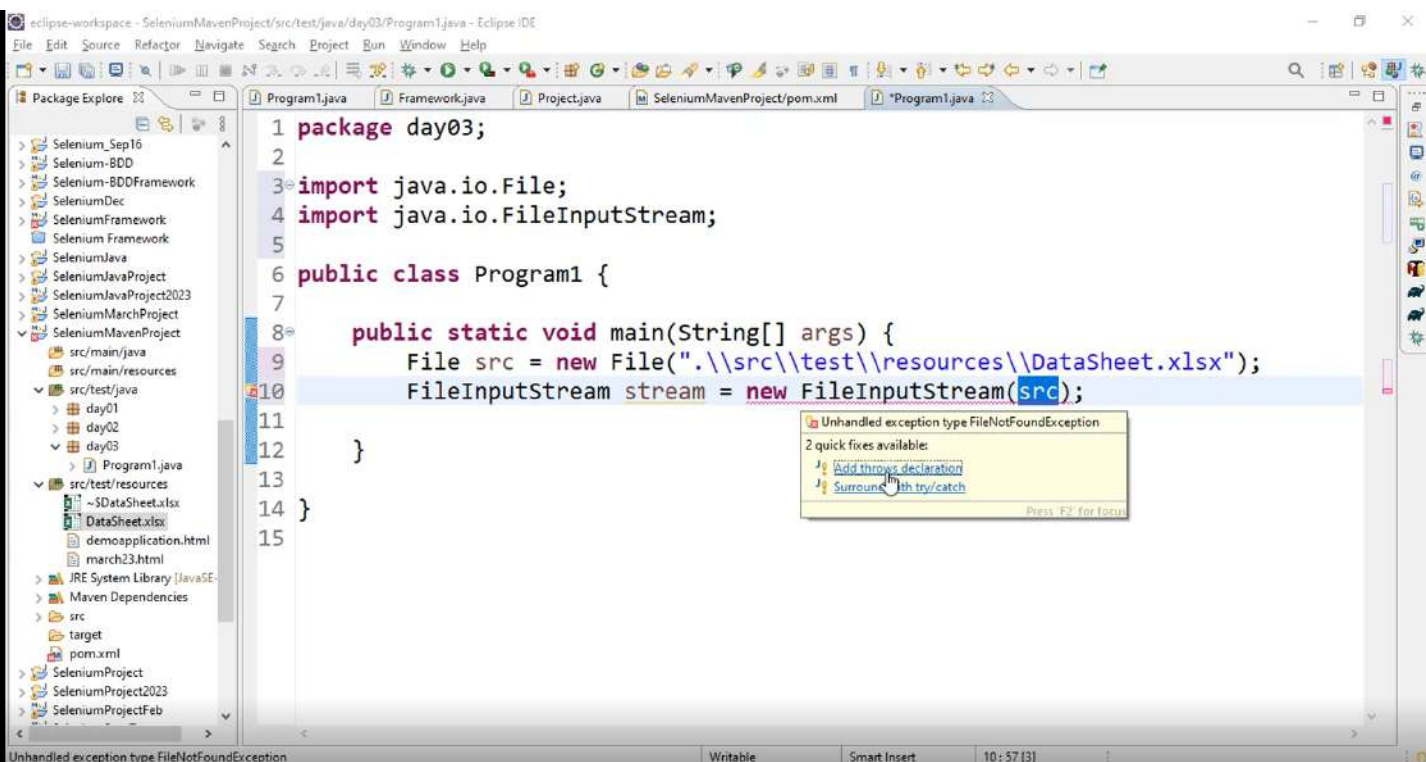 eclipse-workspace - SeleniumMavenProject/src/test/java/day03/Program1.java - Eclipse IDE
File Edit Source Refactor Navigate Search Project Run Window Help
Package Explore
Program1.java Framework.java Project.java SeleniumMavenProject/pom.xml *Program1.java
Selenium_Sep16
Selenium-BDD
Selenium-BDDFramework
SeleniumDec
SeleniumFramework
Selenium Framework
SeleniumJava
SeleniumJavaProject
SeleniumJavaProject2023
SeleniumMarchProject
SeleniumMavenProject
src/main/java
src/main/resources
src/test/java
day01
day02
day03
Program1.java
src/test/resources
~$DataSheet.xlsx
DataSheet.xlsx
demoapplication.html
march23.html
JRE System Library [JavaSE-
Maven Dependencies
src
target
pom.xml
SeleniumProject
SeleniumProject2023
SeleniumProjectFeb
1 package day03;
2
3 import java.io.File;
4 import java.io.FileInputStream;
5
6 public class Program1 {
7
8 public static void main(String[] args) {
9 File src = new File(".\\src\\test\\resources\\DataSheet.xlsx");
10 FileInputStream stream = new FileInputStream(src);
11
12 }
13
14 }
15
Unhandled exception type FileNotFoundException
2 quick fixes available:
Add throws declaration
Surround with try/catch
Press 'F2' for focus
Unhandled exception type FileNotFoundException Writable Smart Insert 10 : 57 [3]